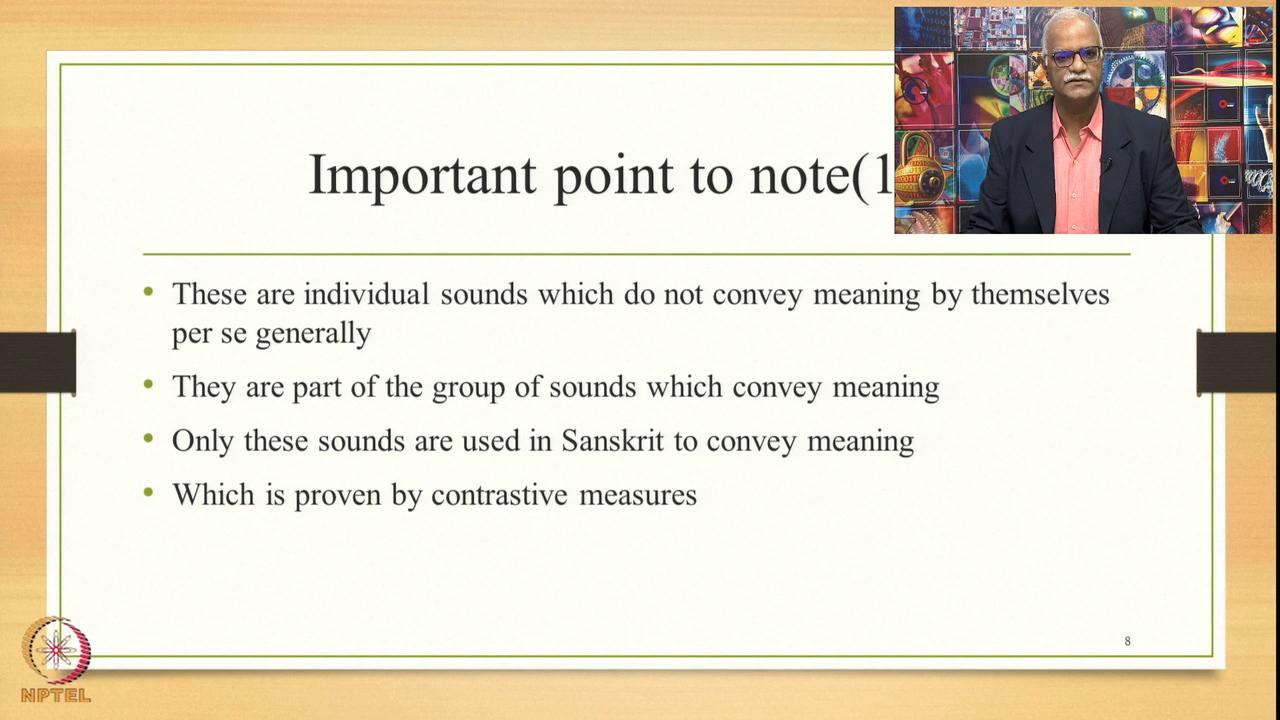 Important point to note(1
• These are individual sounds which do not convey meaning by themselves
per se generally
• They are part of the group of sounds which convey meaning
• Only these sounds are used in Sanskrit to convey meaning
• Which is proven by contrastive measures
8
NPTEL